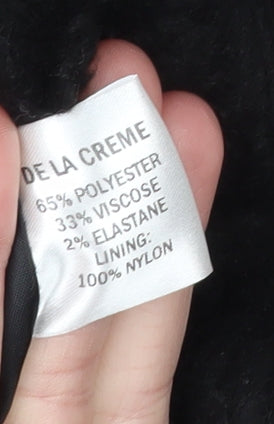 DE LA CREME
65% POLYESTER
33% VISCOSE
2% ELASTANE
LINING:
100% NYLON